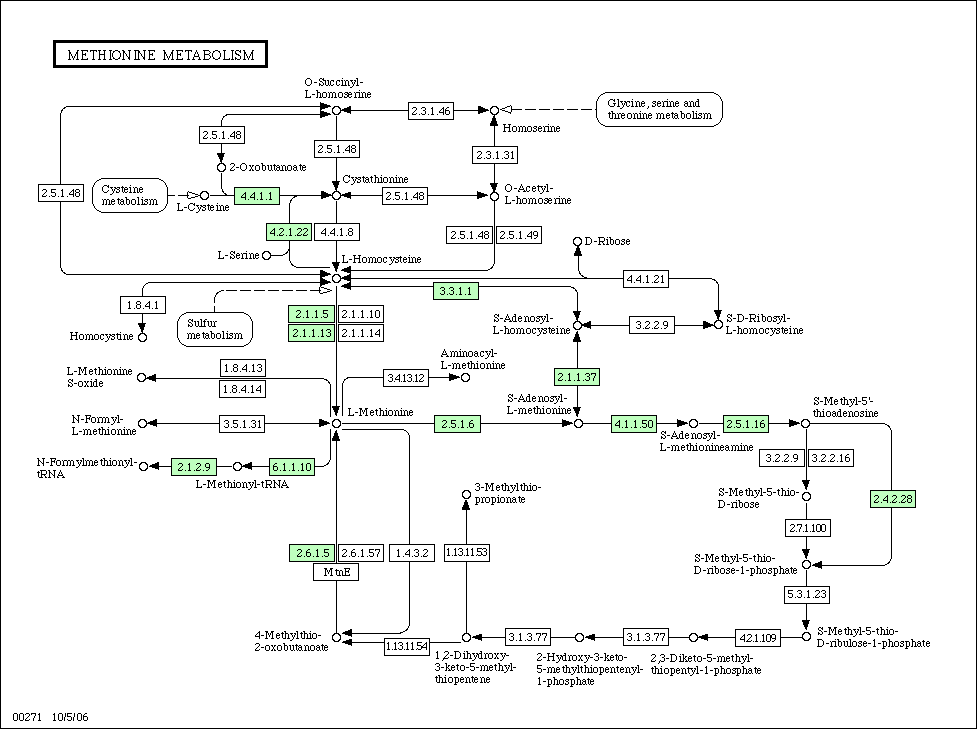 METHIONINE METABOLISM
O-Succinyl-
L-homoserine
2.3.1.46
Glycine, serine and
threonine metabolism
Homoserine
2.5.1.48
2.5.1.48
2.3.1.31
2-Oxobutanoate
Cystathionine
O-Acetyl-
L-homoserine
2.5.1.48
Cysteine
metabolism
L-Cysteine
4.4.1.1
2.5.1.48
4.2.1.22
4.4.1.8
2.5.1.48
2.5.1.49
D-Ribose
L-Serine
L-Homocysteine
4.4.1.21
3.3.1.1
1.8.4.1
Homocystine
Sulfur
metabolism
2.1.1.5
2.1.1.10
2.1.1.13
2.1.1.14
S-Adenosyl-
L-homocysteine
3.2.2.9
S-D-Ribosyl-
L-homocysteine
L-Methionine
S-oxide
1.8.4.13
1.8.4.14
3.4.13.12
Aminoacyl-
L-methionine
2.1.1.37
N-Formyl-
L-methionine
3.5.1.31
L-Methionine
2.5.1.6
S-Adenosyl-
L-methionine
4.1.1.50
S-Adenosyl-
L-methionineamine
2.5.1.16
S-Methyl-5'-
thioadenosine
N-Formylmethionyl-
tRNA
2.1.2.9
6.1.1.10
L-Methionyl-tRNA
3.2.2.9
3.2.2.16
3-Methylthio-
propionate
S-Methyl-5-thio-
D-ribose
2.4.2.28
2.7.1.100
2.6.1.5
2.6.1.57
1.4.3.2
1.13.11.53
MtnE
S-Methyl-5-thio-
D-ribose-1-phosphate
5.3.1.23
4-Methylthio-
2-oxobutanoate
1.13.11.54
3.1.3.77
3.1.3.77
4.2.1.109
S-Methyl-5-thio-
D-ribulose-1-phosphate
1,2-Dihydroxy-
3-keto-5-methyl-
thiopentene
2-Hydroxy-3-keto-
5-methylthiopentenyl-
1-phosphate
2,3-Diketo-5-methyl-
thiopentyl-1-phosphate
00271 10/5/06